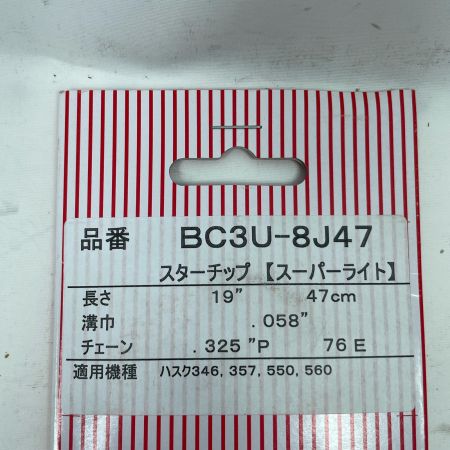 品番 BC3U-8J47
スターチップ【スーパーライト】
長さ 19” 47cm
溝巾 .058”
チェーン .325”P 76E
適用機種 ハスク346, 357, 550, 560